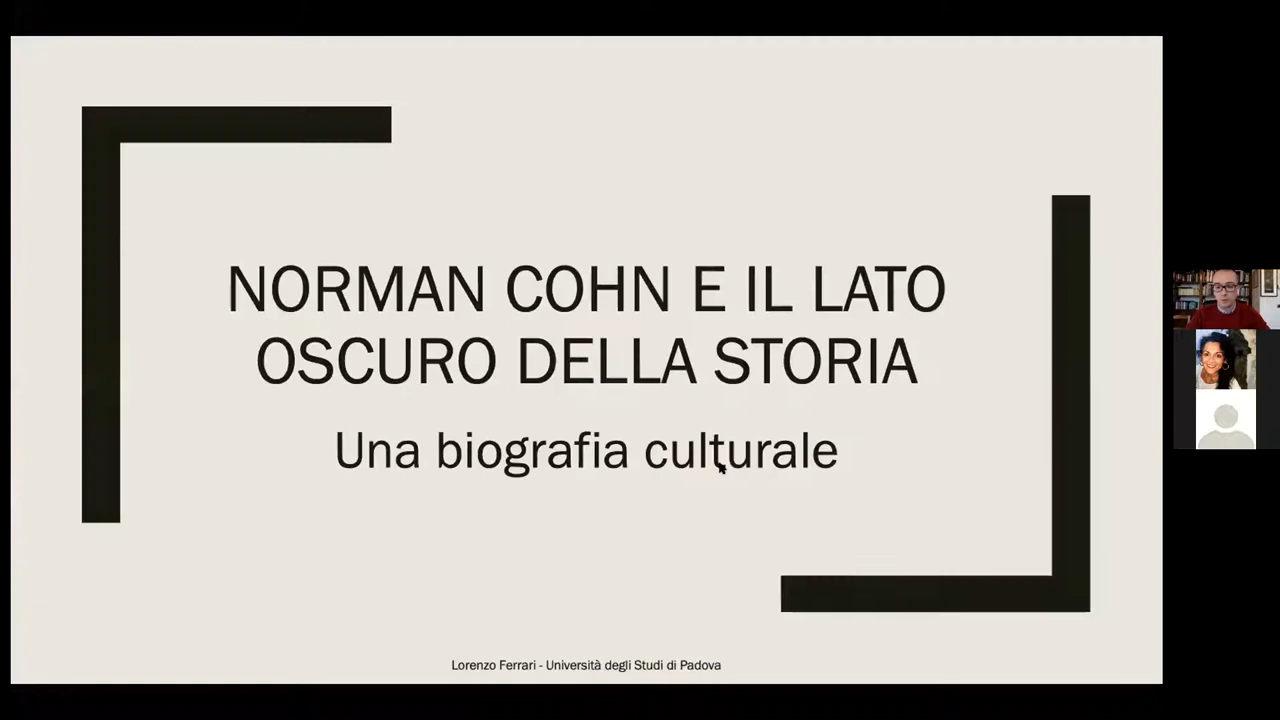 NORMAN COHN E IL LATO
OSCURO DELLA STORIA
Una biografia culturale
Lorenzo Ferrari - Università degli Studi di Padova